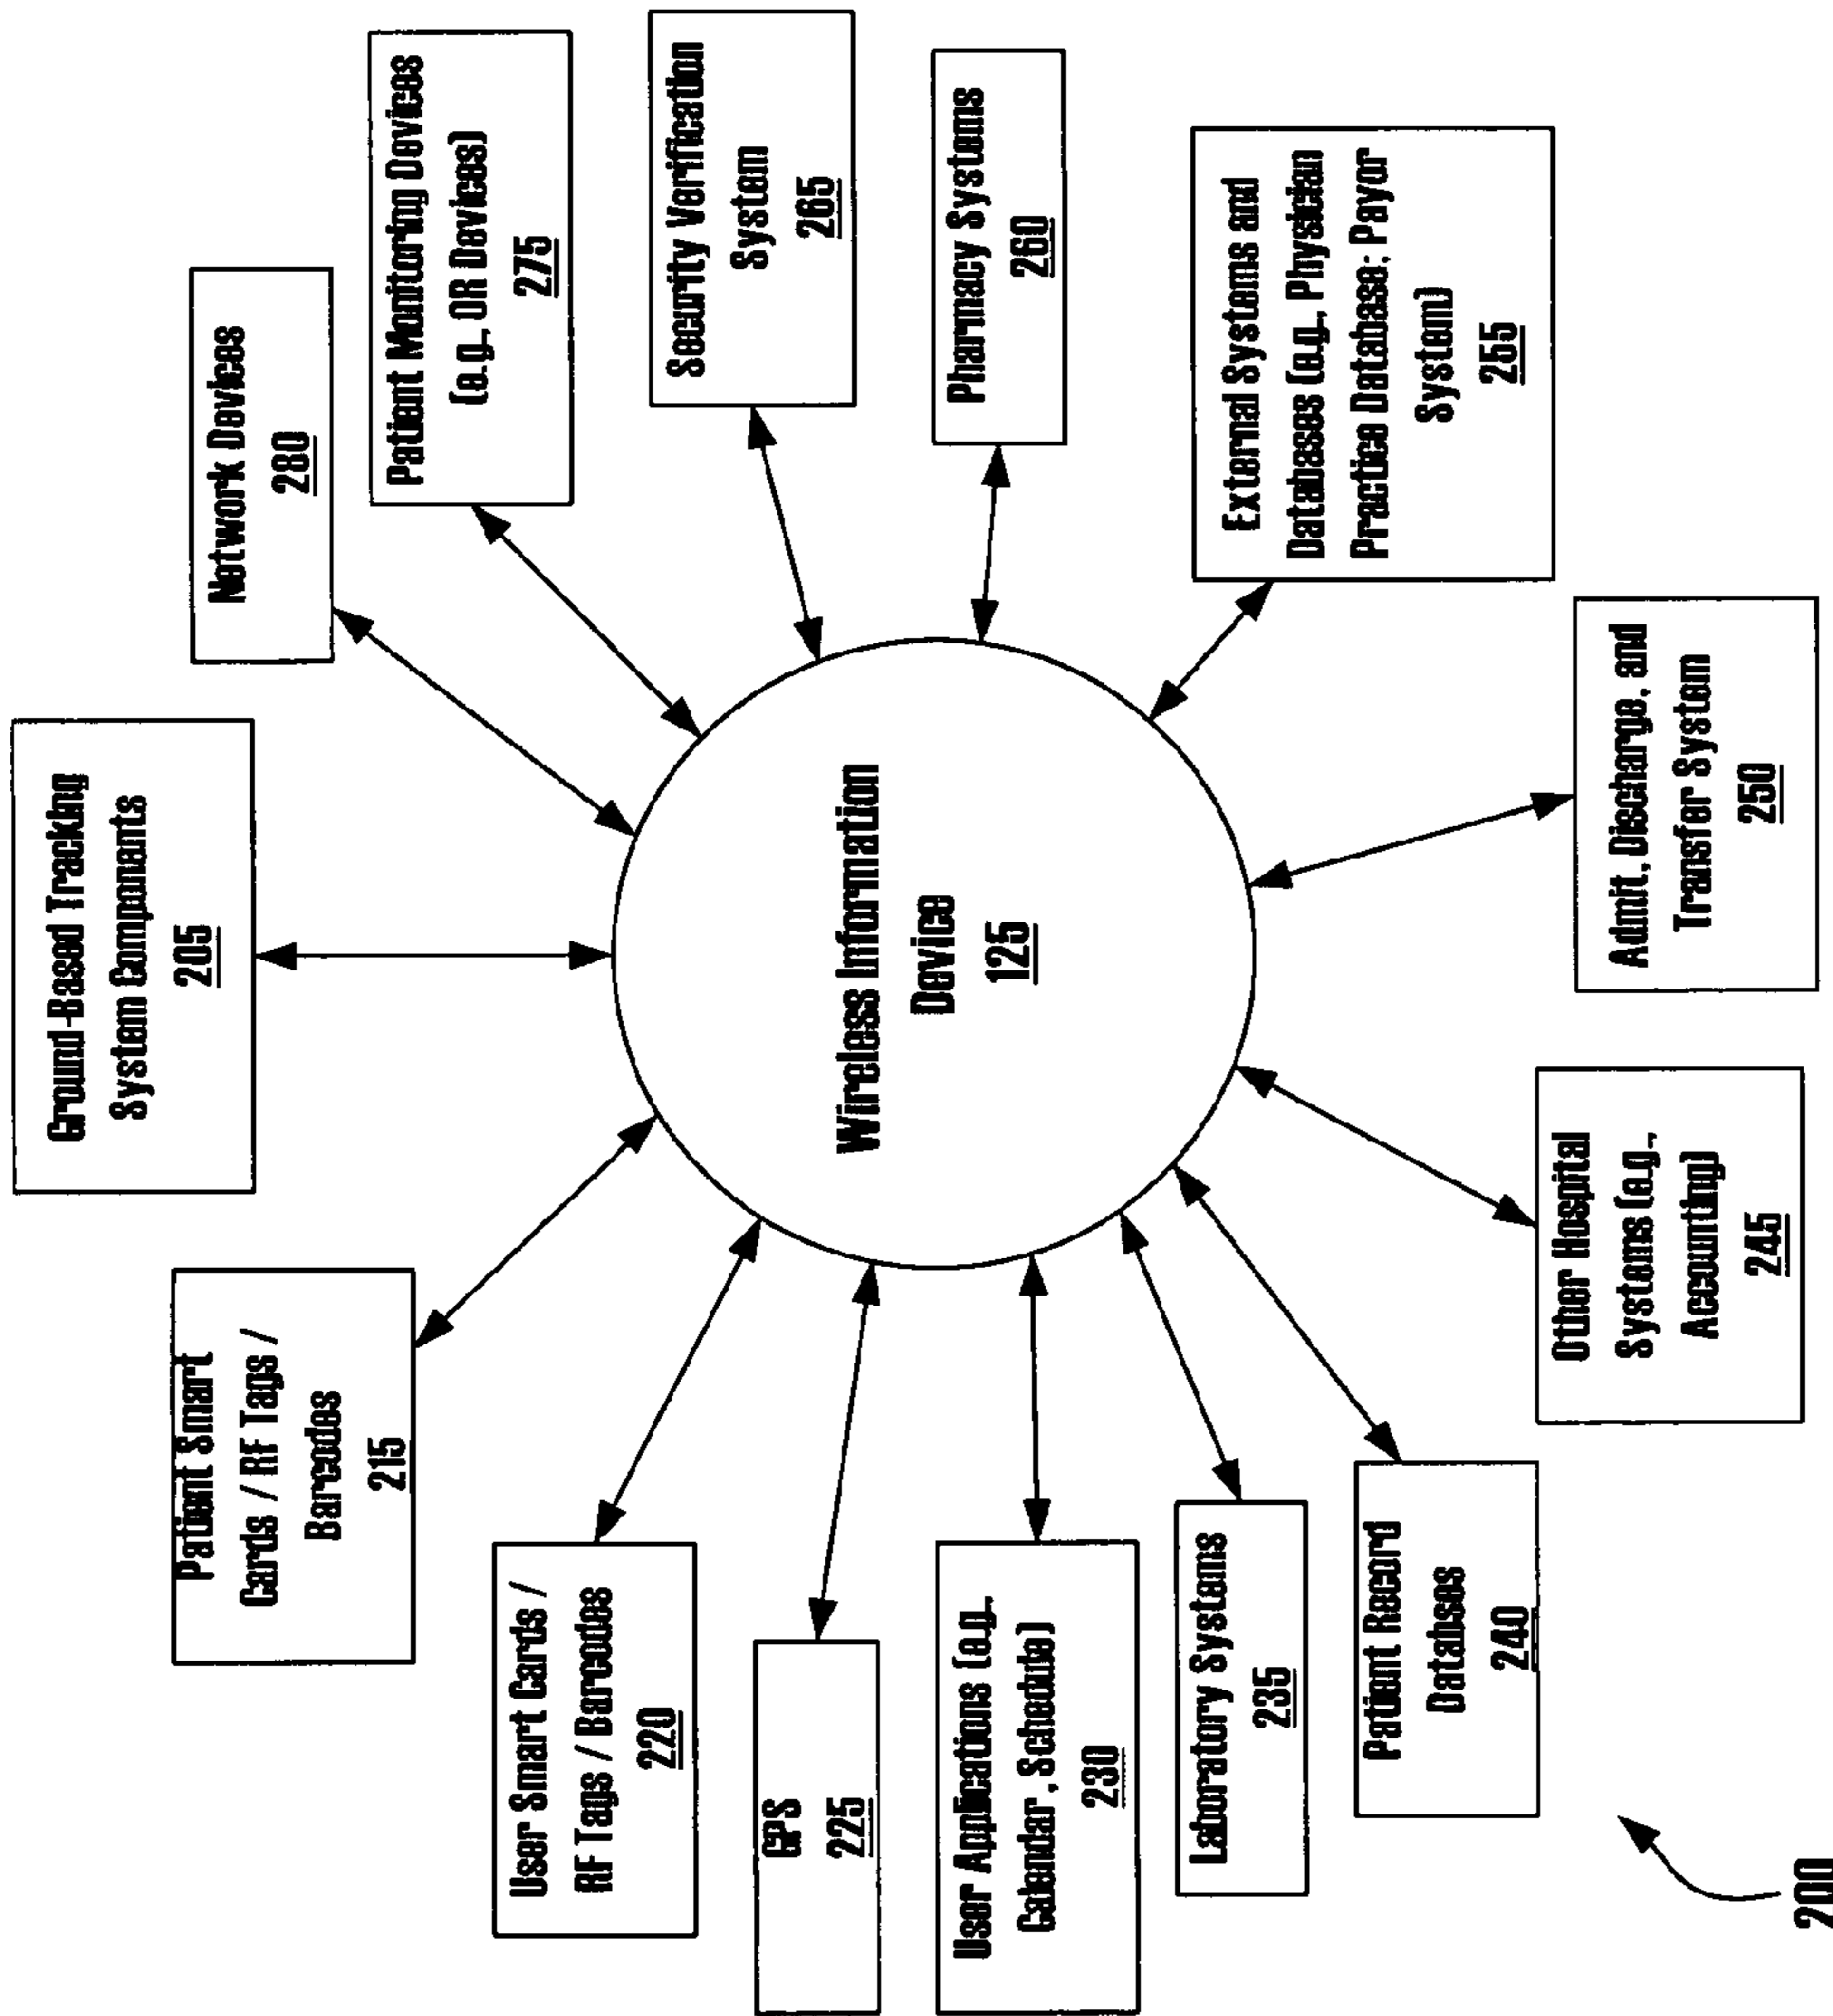 Ground-Based Tracking
System Components
205
Network Devices
280
Patient Monitoring Devices
(e.g., OR Devices)
275
Security Verification
System
265
Pharmacy Systems
260
External Systems and
Databases (e.g., Physician
Practice Database; Payor
System)
255
Admit, Discharge, and
Transfer System
250
Other Hospital
Systems (e.g.,
Accounting)
245
Patient Record
Databses
240
Laboratory Systems
235
User Applications (e.g.
Calendar, Schedule)
230
GPS
225
User Smart Cards /
RF Tags / Barcodes
220
Patient Smart
Cards / RF Tags /
Barcodes
215
Wireless Information
Device
125
200